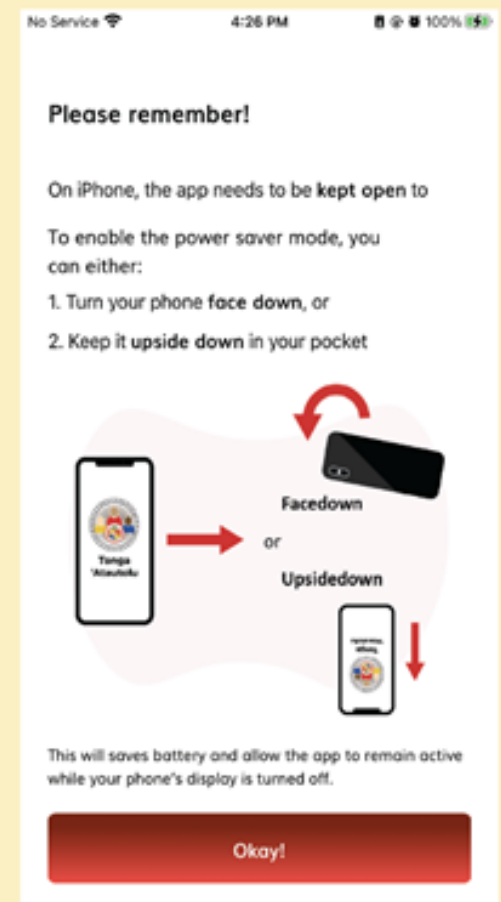 No Service 4:26 PM 100%
Please remember!
On iPhone, the app needs to be kept open to
To enable the power saver mode, you
can either:
1. Turn your phone face down, or
2. Keep it upside down in your pocket
Facedown
or
Tonga
'Atautolu
Upsidedown
Tonga
'Atautolu
This will saves battery and allow the app to remain active
while your phone's display is turned off.
Okay!